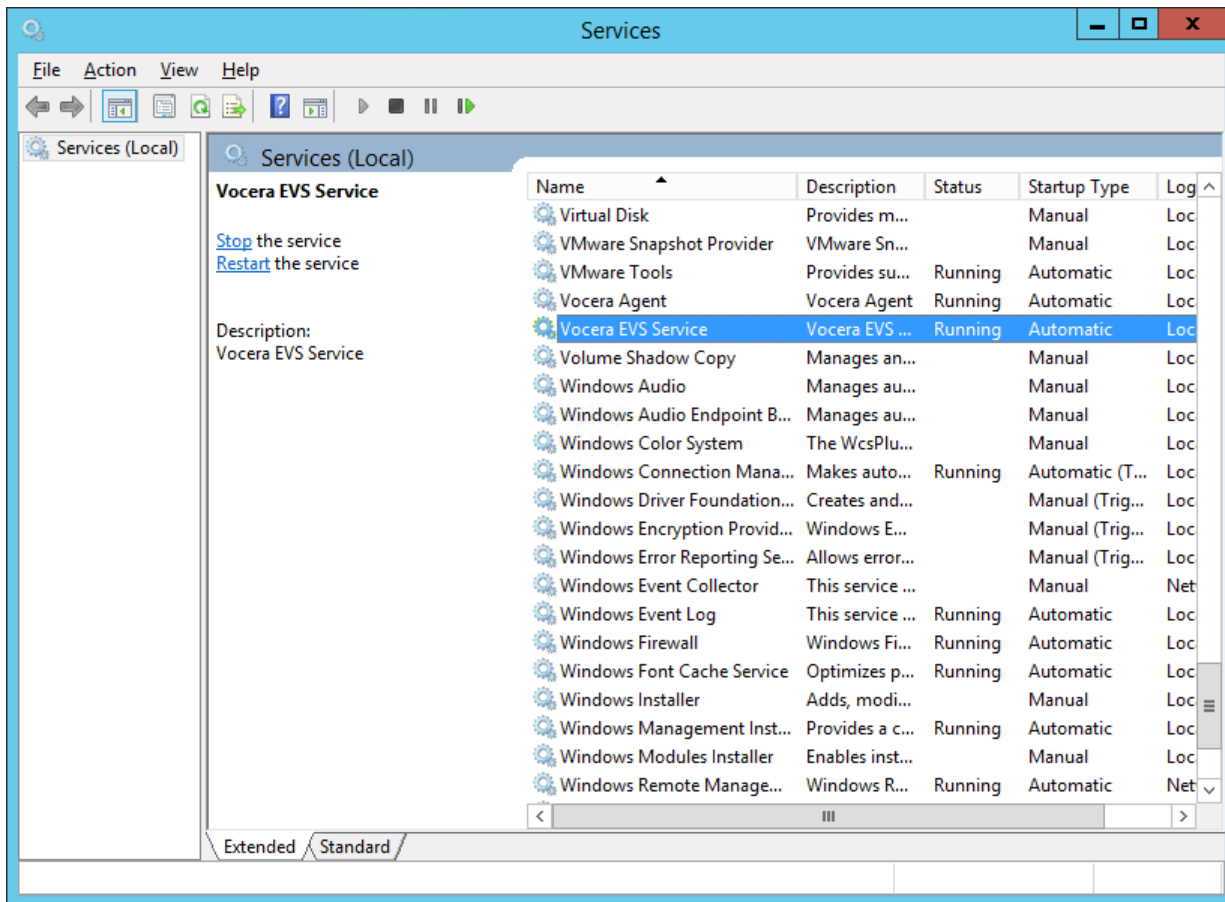 Services
File Action View Help
Services (Local)
Services (Local)
Vocera EVS Service
Stop the service
Restart the service
Description:
Vocera EVS Service
Name Description Status Startup Type Log
Virtual Disk Provides m... Manual Loc
VMware Snapshot Provider VMware Sn... Manual Loc
VMware Tools Provides su... Running Automatic Loc
Vocera Agent Vocera Agent Running Automatic Loc
Vocera EVS Service Vocera EVS ... Running Automatic Loc
Volume Shadow Copy Manages an... Manual Loc
Windows Audio Manages au... Manual Loc
Windows Audio Endpoint B... Manages au... Manual Loc
Windows Color System The WcsPlu... Manual Loc
Windows Connection Mana... Makes auto... Running Automatic (T... Loc
Windows Driver Foundation... Creates and... Manual (Trig... Loc
Windows Encryption Provid... Windows E... Manual (Trig... Loc
Windows Error Reporting Se... Allows error... Manual (Trig... Loc
Windows Event Collector This service ... Manual Net
Windows Event Log This service ... Running Automatic Loc
Windows Firewall Windows Fi... Running Automatic Loc
Windows Font Cache Service Optimizes p... Running Automatic Loc
Windows Installer Adds, modi... Manual Loc
Windows Management Inst... Provides a c... Running Automatic Loc
Windows Modules Installer Enables inst... Manual Loc
Windows Remote Manage... Windows R... Running Automatic Net
Extended Standard